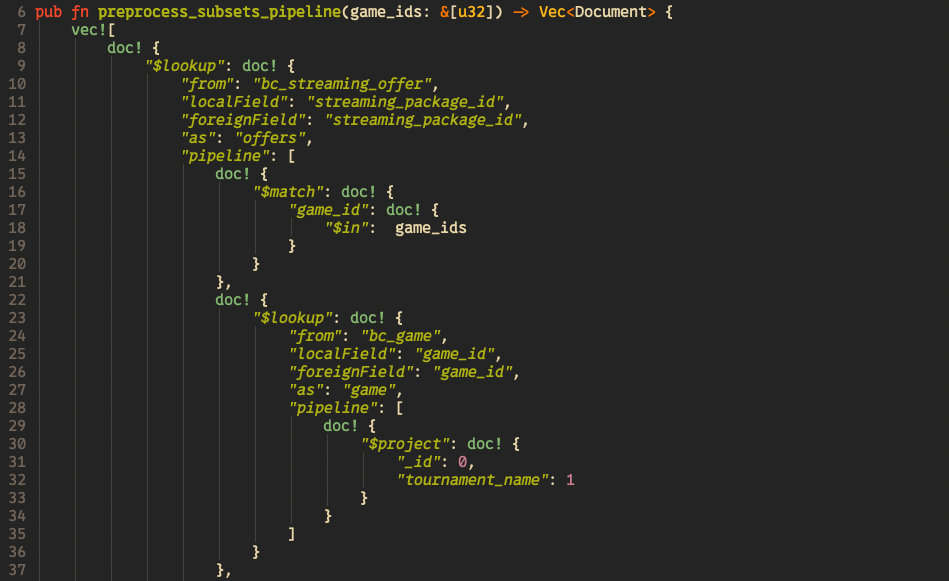 6 pub fn preprocess_subsets_pipeline(game_ids: &[u32]) -> Vec<Document> {
7     vec![
8         doc! {
9             "$lookup": doc! {
10                 "from": "bc_streaming_offer",
11                 "localField": "streaming_package_id",
12                 "foreignField": "streaming_package_id",
13                 "as": "offers",
14                 "pipeline": [
15                     doc! {
16                         "$match": doc! {
17                             "game_id": doc! {
18                                 "$in":  game_ids
19                             }
20                         }
21                     },
22                     doc! {
23                         "$lookup": doc! {
24                             "from": "bc_game",
25                             "localField": "game_id",
26                             "foreignField": "game_id",
27                             "as": "game",
28                             "pipeline": [
29                                 doc! {
30                                     "$project": doc! {
31                                         "_id": 0,
32                                         "tournament_name": 1
33                                     }
34                                 }
35                             ]
36                         }
37                     },